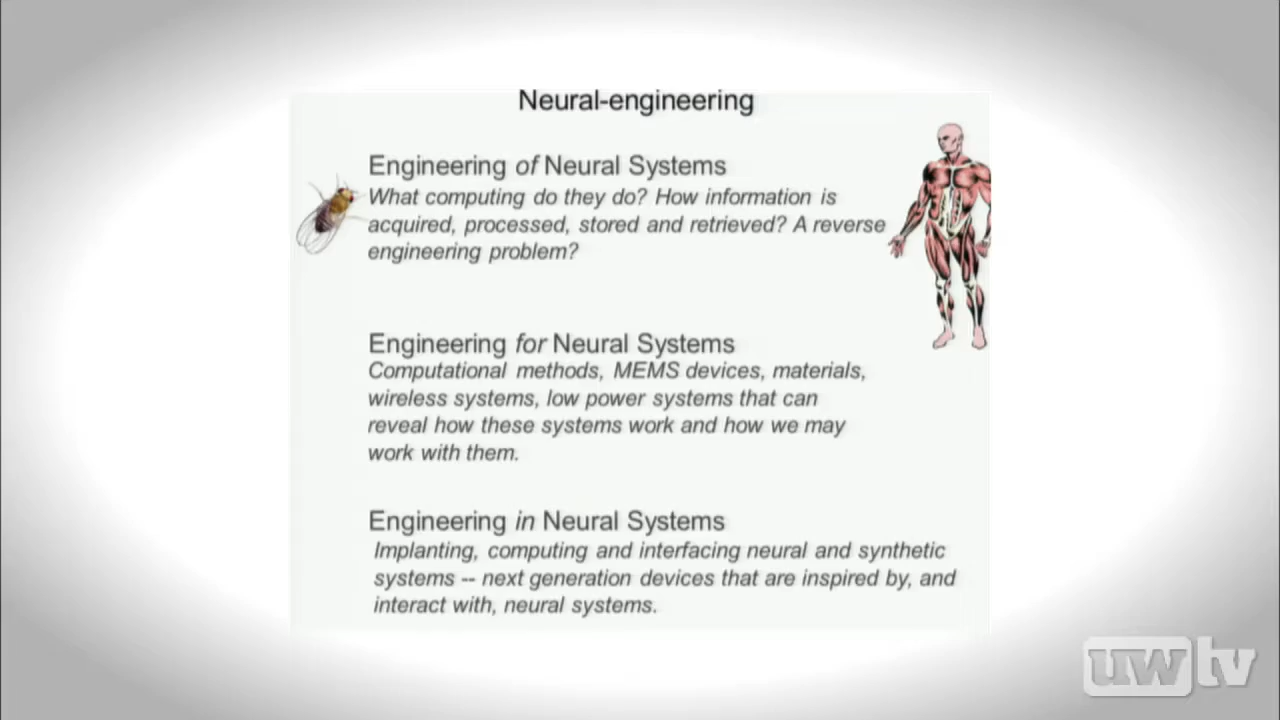 Neural-engineering
Engineering of Neural Systems
What computing do they do? How information is
acquired, processed, stored and retrieved? A reverse
engineering problem?
Engineering for Neural Systems
Computational methods, MEMS devices, materials,
wireless systems, low power systems that can
reveal how these systems work and how we may
work with them.
Engineering in Neural Systems
Implanting, computing and interfacing neural and synthetic
systems -- next generation devices that are inspired by, and
interact with, neural systems.
uwtv